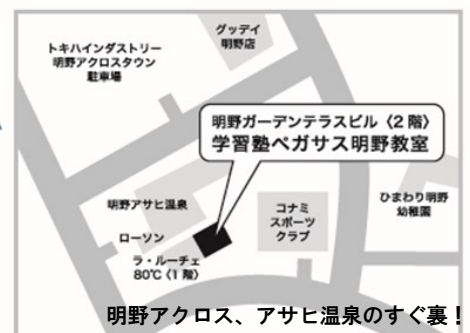 グッデイ
明野店
トキハインダストリー
明野アクロスタウン
駐車場
明野ガーデンテラスビル〈2階〉
学習塾ペガサス明野教室
明野アサヒ温泉
コナミ
スポーツ
クラブ
ひまわり明野
幼稚園
ローソン
ラ・ルーチェ
80℃〈1階〉
明野アクロス、アサヒ温泉のすぐ裏！